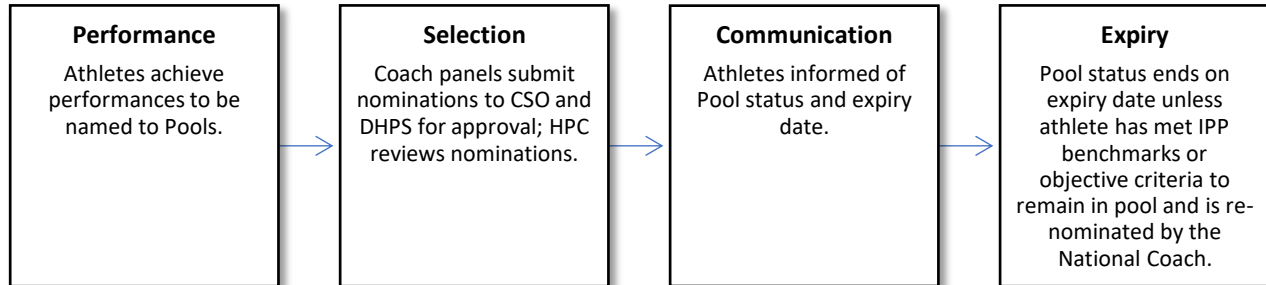 Performance
Athletes achieve
performances to be
named to Pools.
Selection
Coach panels submit
nominations to CSO and
DHPS for approval; HPC
reviews nominations.
Communication
Athletes informed of
Pool status and expiry
date.
Expiry
Pool status ends on
expiry date unless
athlete has met IPP
benchmarks or
objective criteria to
remain in pool and is re-
nominated by the
National Coach.